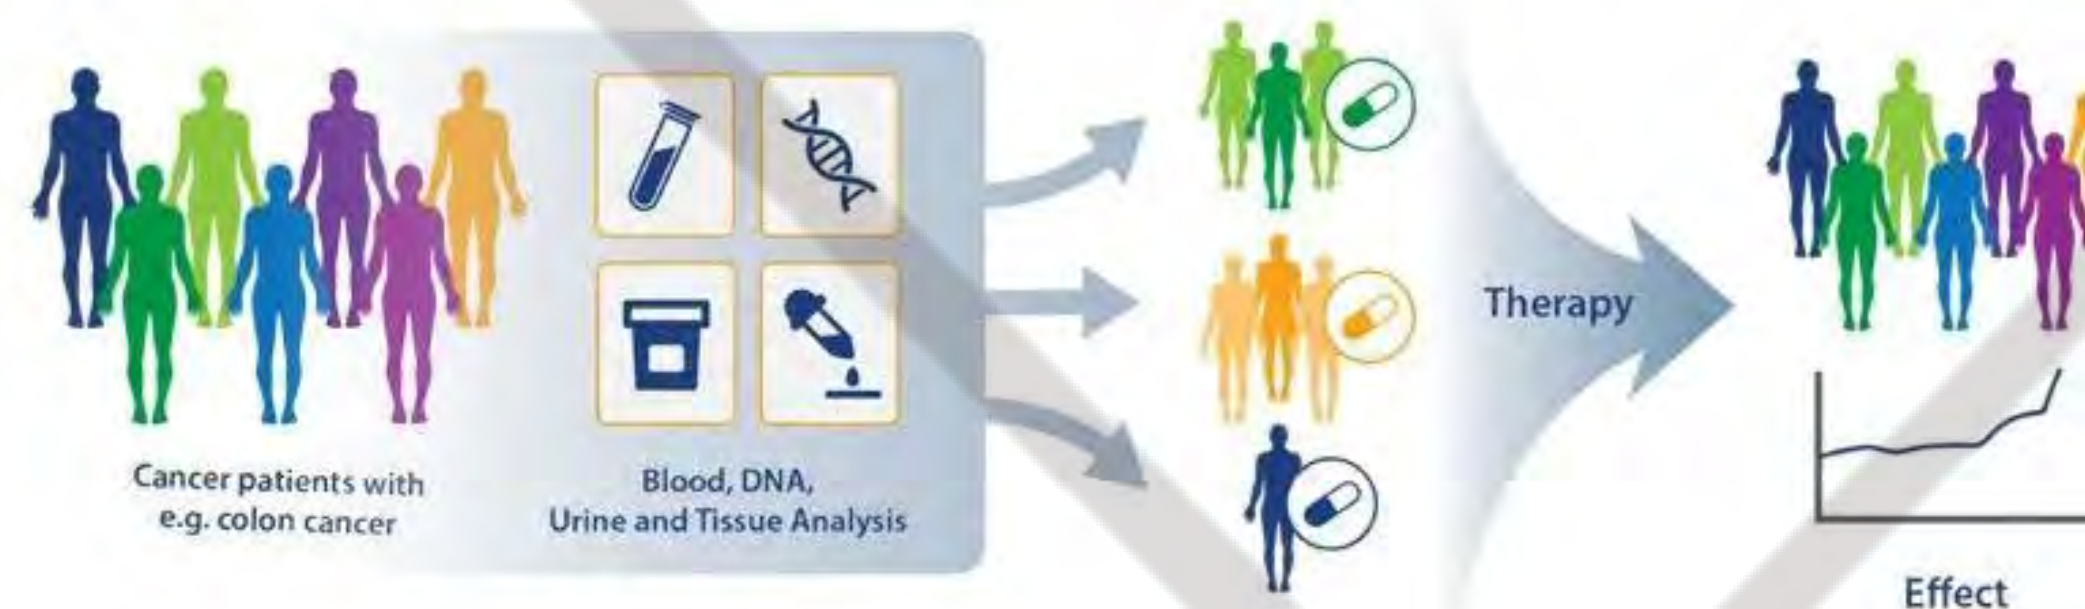 Cancer patients with
e.g. colon cancer
Blood, DNA,
Urine and Tissue Analysis
Therapy
Effect